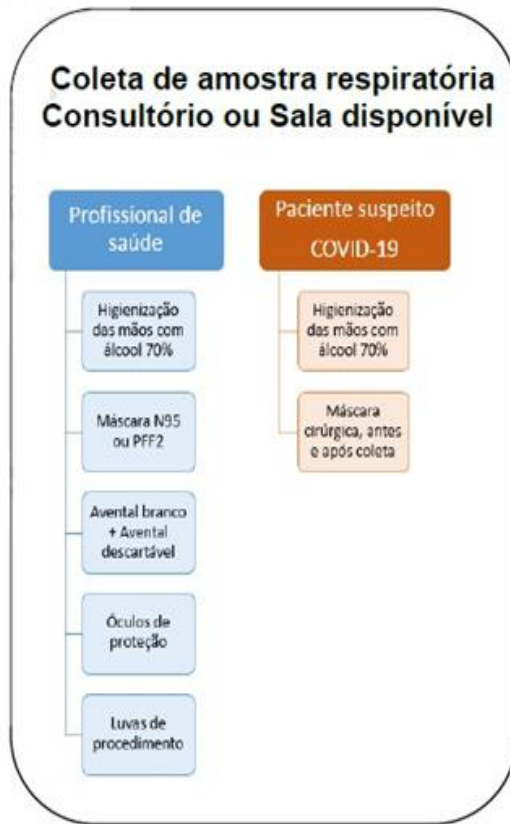 Coleta de amostra respiratória
Consultório ou Sala disponível
Profissional de
saúde
Higienização
das mãos com
álcool 70%
Máscara N95
ou PFF2
Avental branco
+ Avental
descartável
Óculos de
proteção
Luvas de
procedimento
Paciente suspeito
COVID-19
Higienização
das mãos com
álcool 70%
Máscara
cirúrgica, antes
e após coleta